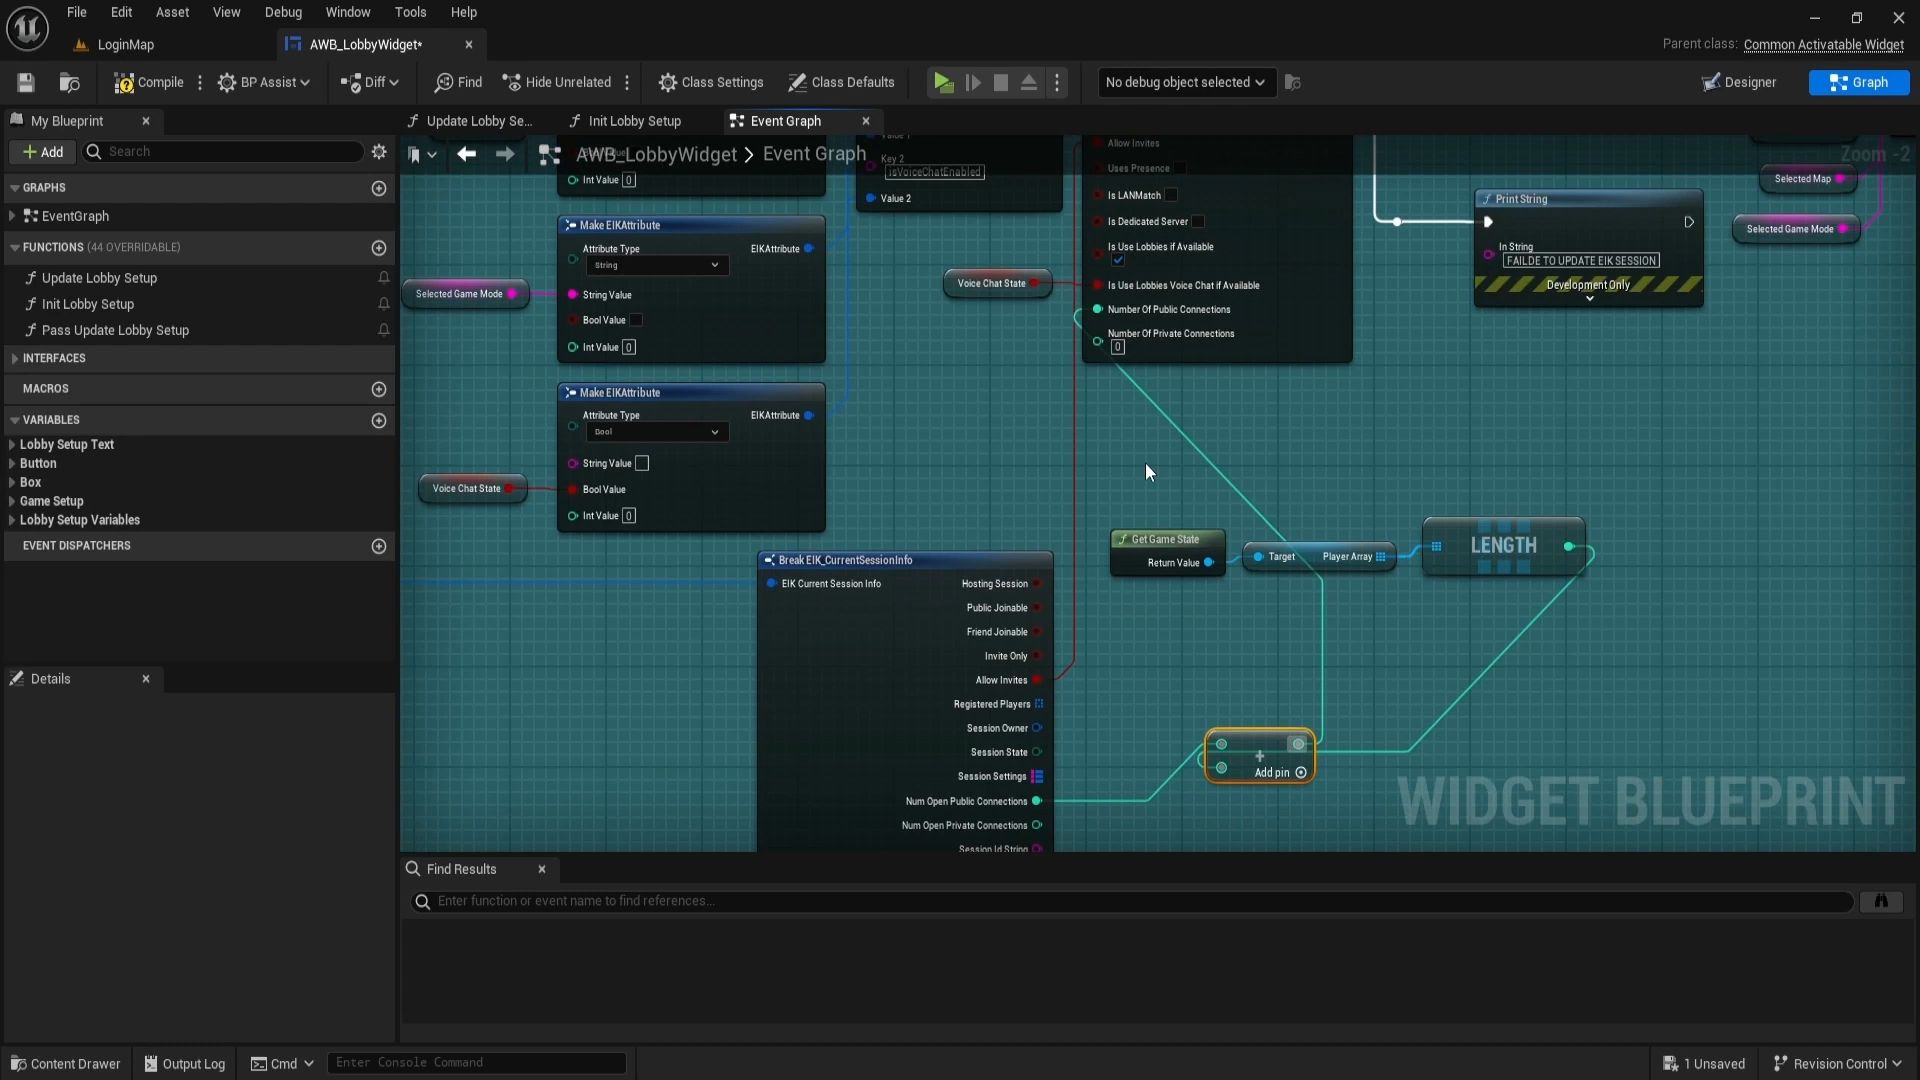 File Edit Asset View Debug Window Tools Help
LoginMap
AWB_LobbyWidget*
Parent class: Common Activatable Widget
Compile
BP Assist
Diff
Find
Hide Unrelated
Class Settings
Class Defaults
No debug object selected
Designer
Graph
My Blueprint
Update Lobby Se...
Init Lobby Setup
Event Graph
Add
Search
AWB_LobbyWidget > Event Graph
Zoom -2
GRAPHS
EventGraph
FUNCTIONS (44 OVERRIDABLE)
Update Lobby Setup
Init Lobby Setup
Pass Update Lobby Setup
INTERFACES
MACROS
VARIABLES
Lobby Setup Text
Button
Box
Game Setup
Lobby Setup Variables
EVENT DISPATCHERS
Details
Int Value 0
Make EIKAttribute
Attribute Type
EIKAttribute
String
Selected Game Mode
String Value
Bool Value
Int Value 0
Make EIKAttribute
Attribute Type
EIKAttribute
Bool
String Value
Voice Chat State
Bool Value
Int Value 0
Value 1
Key 2
isVoiceChatEnabled
Value 2
Allow Invites
Uses Presence
Is LANMatch
Is Dedicated Server
Is Use Lobbies if Available
Voice Chat State
Is Use Lobbies Voice Chat if Available
Number Of Public Connections
Number Of Private Connections
0
Print String
In String
FAILDE TO UPDATE EIK SESSION
Development Only
Selected Map
Selected Game Mode
Get Game State
Return Value
Target
Player Array
LENGTH
Break EIK_CurrentSessionInfo
EIK Current Session Info
Hosting Session
Public Joinable
Friend Joinable
Invite Only
Allow Invites
Registered Players
Session Owner
Session State
Session Settings
Num Open Public Connections
Num Open Private Connections
Session Id String
+
Add pin
WIDGET BLUEPRINT
Find Results
Enter function or event name to find references...
Content Drawer
Output Log
Cmd
Enter Console Command
1 Unsaved
Revision Control